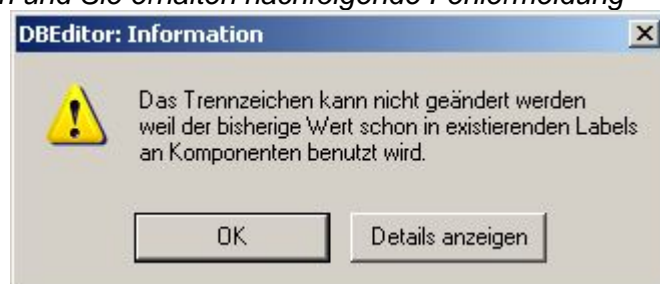 und Sie erhalten nachfolgende Fehlermeldung
DBEditor: Information
Das Trennzeichen kann nicht geändert werden
weil der bisherige Wert schon in existierenden Labels
an Komponenten benutzt wird.
OK
Details anzeigen